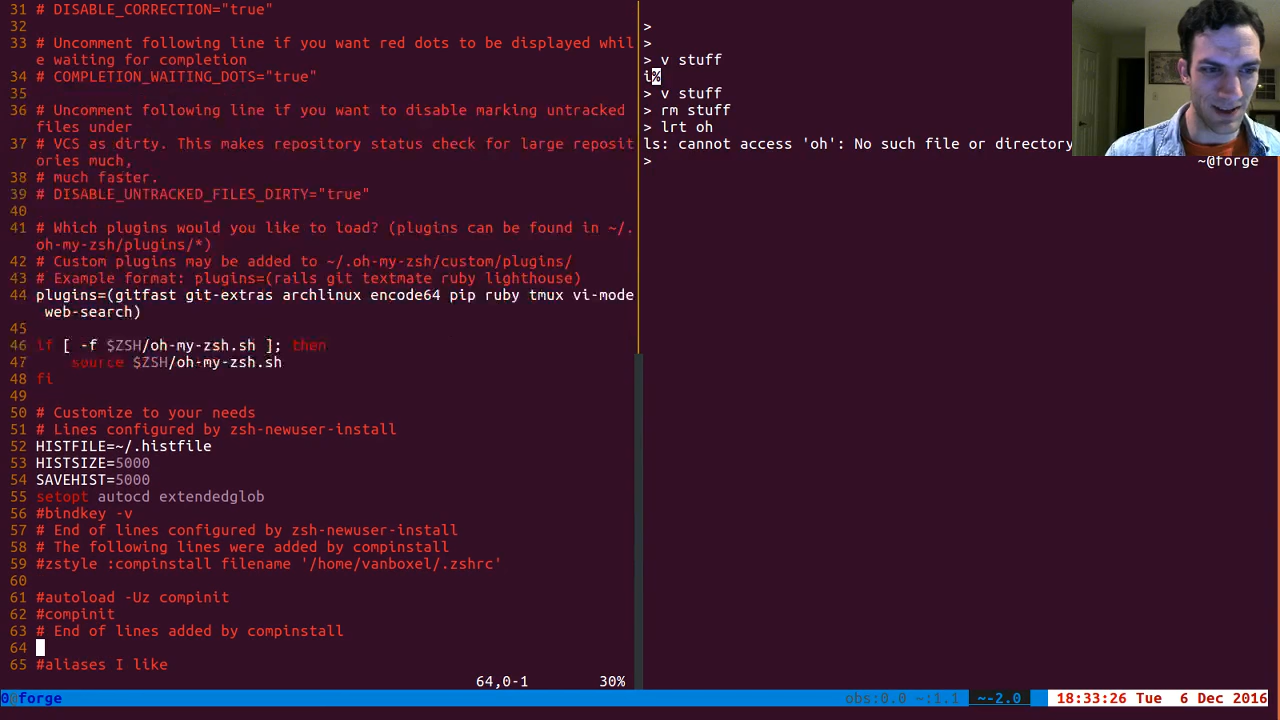 31 # DISABLE_CORRECTION="true"
32
33 # Uncomment following line if you want red dots to be displayed whil
e waiting for completion
34 # COMPLETION_WAITING_DOTS="true"
35
36 # Uncomment following line if you want to disable marking untracked
files under
37 # VCS as dirty. This makes repository status check for large reposit
ories much,
38 # much faster.
39 # DISABLE_UNTRACKED_FILES_DIRTY="true"
40
41 # Which plugins would you like to load? (plugins can be found in ~/.
oh-my-zsh/plugins/*)
42 # Custom plugins may be added to ~/.oh-my-zsh/custom/plugins/
43 # Example format: plugins=(rails git textmate ruby lighthouse)
44 plugins=(gitfast git-extras archlinux encode64 pip ruby tmux vi-mode
web-search)
45
46 if [ -f $ZSH/oh-my-zsh.sh ]; then
47 source $ZSH/oh-my-zsh.sh
48 fi
49
50 # Customize to your needs
51 # Lines configured by zsh-newuser-install
52 HISTFILE=~/.histfile
53 HISTSIZE=5000
54 SAVEHIST=5000
55 setopt autocd extendedglob
56 #bindkey -v
57 # End of lines configured by zsh-newuser-install
58 # The following lines were added by compinstall
59 #zstyle :compinstall filename '/home/vanboxel/.zshrc'
60
61 #autoload -Uz compinit
62 #compinit
63 # End of lines added by compinstall
64
65 #aliases I like
64,0-1 30%
>
>
> v stuff
i%
> v stuff
> rm stuff
> lrt oh
ls: cannot access 'oh': No such file or directory
> ~@forge
0@forge obs:0.0 ~:1.1 ~-2.0 18:33:26 Tue 6 Dec 2016